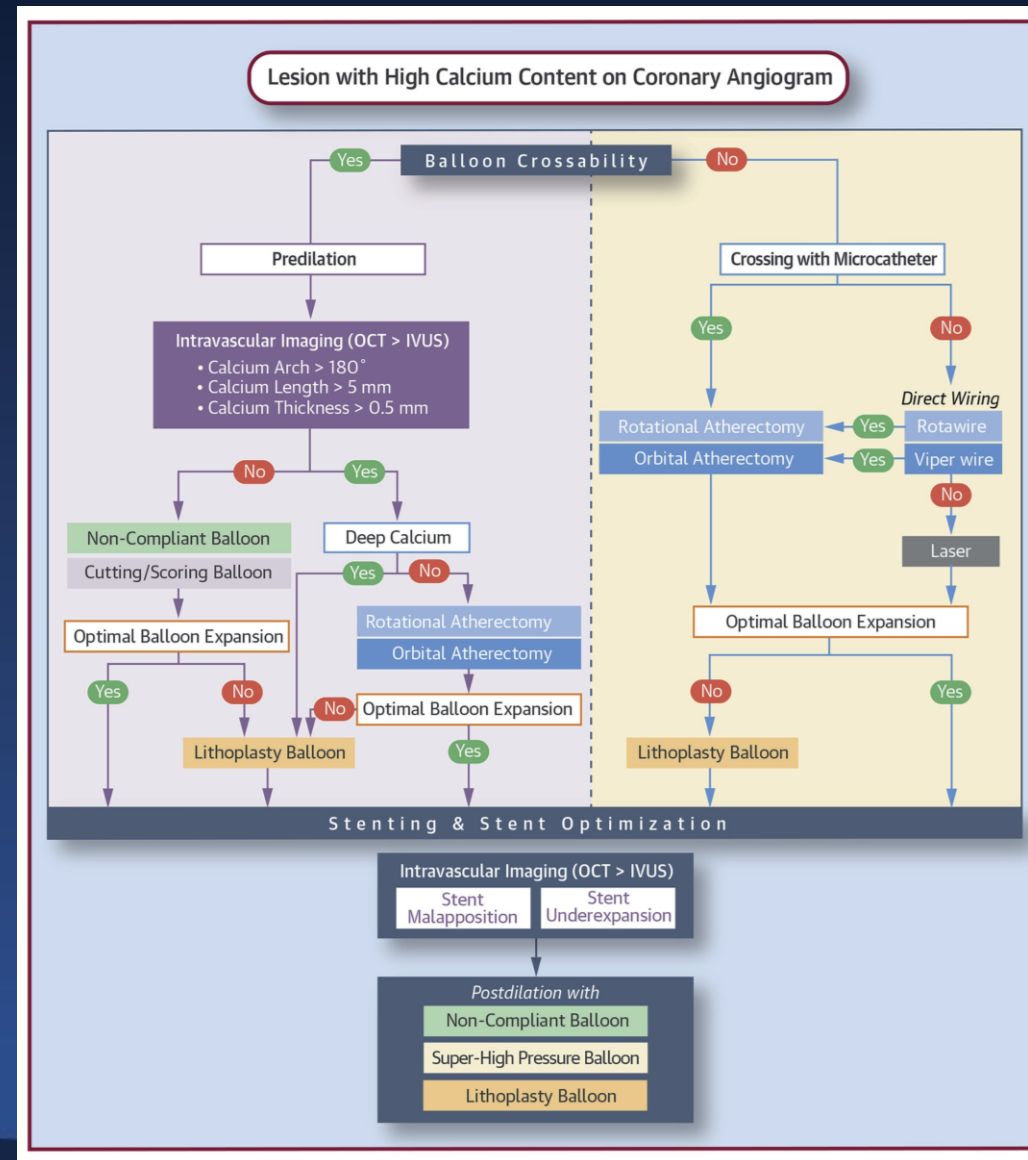 Lesion with High Calcium Content on Coronary Angiogram
Yes
Balloon Crossability
No
Predilation
Intravascular Imaging (OCT > IVUS)
• Calcium Arch > 180°
• Calcium Length > 5 mm
• Calcium Thickness > 0.5 mm
No
Yes
Non-Compliant Balloon
Cutting/Scoring Balloon
Deep Calcium
Yes
No
Optimal Balloon Expansion
Rotational Atherectomy
Orbital Atherectomy
Yes
No
No
Optimal Balloon Expansion
Lithoplasty Balloon
Yes
Crossing with Microcatheter
Yes
No
Direct Wiring
Rotational Atherectomy
Yes
Rotawire
Orbital Atherectomy
Yes
Viper wire
No
Laser
Optimal Balloon Expansion
No
Yes
Lithoplasty Balloon
Stenting & Stent Optimization
Intravascular Imaging (OCT > IVUS)
Stent
Malapposition
Stent
Underexpansion
Postdilation with
Non-Compliant Balloon
Super-High Pressure Balloon
Lithoplasty Balloon